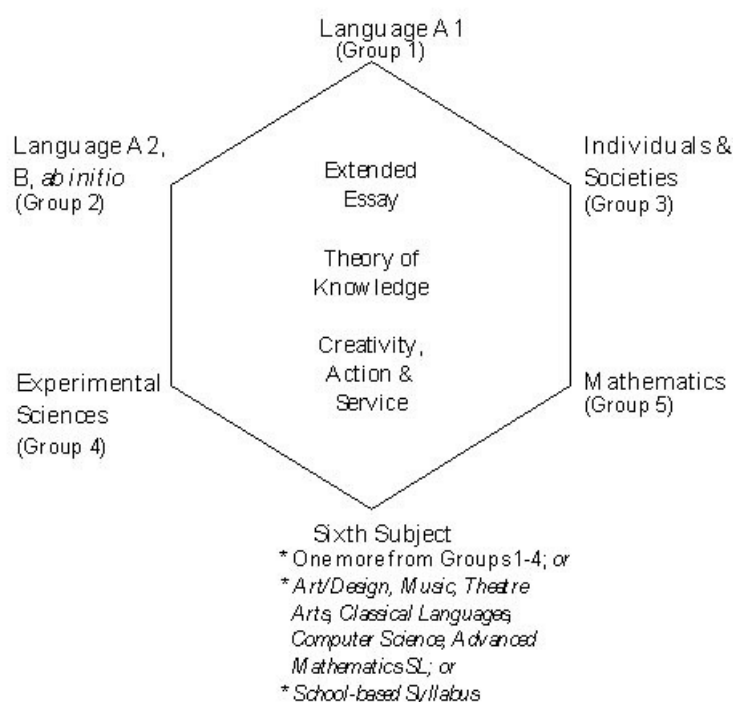 Language A1
(Group 1)
Language A2,
B, ab initio
(Group 2)
Individuals &
Societies
(Group 3)
Extended
Essay
Theory of
Knowledge
Creativity,
Action &
Service
Experimental
Sciences
(Group 4)
Mathematics
(Group 5)
Sixth Subject
* One more from Groups 1-4; or
* Art/Design, Music, Theatre
Arts, Classical Languages,
Computer Science, Advanced
Mathematics SL; or
* School-based Syllabus